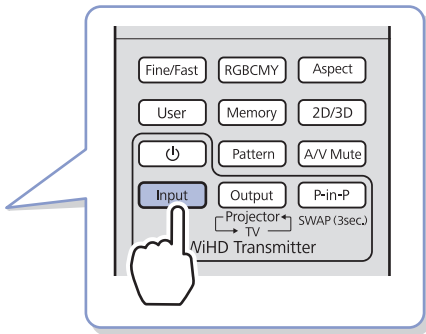 Fine/Fast RGBCMY Aspect
User Memory 2D/3D
Pattern A/V Mute
Input Output P-in-P
Projector SWAP (3sec.)
TV
WiHD Transmitter